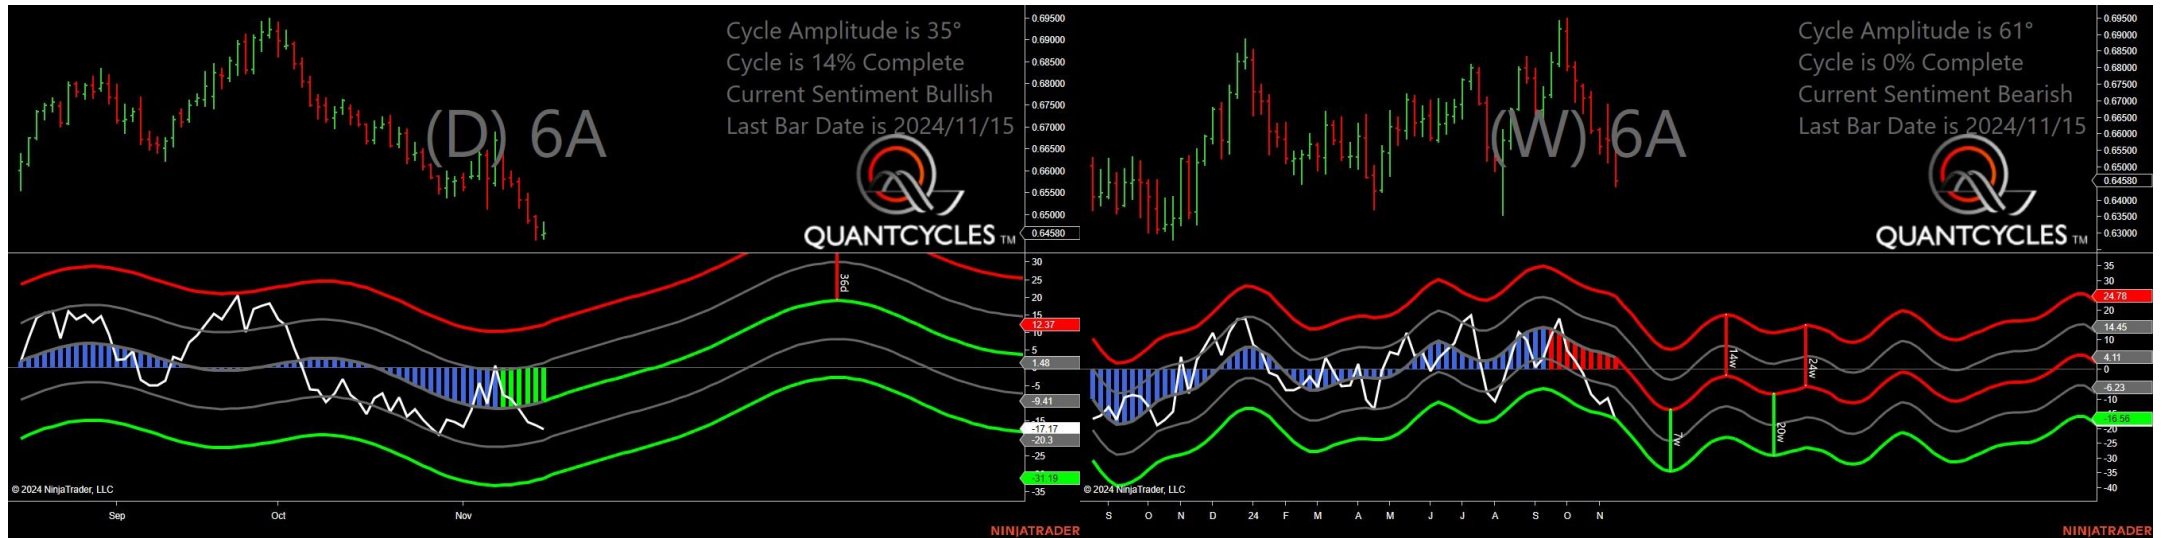 Cycle Amplitude is 35°
Cycle is 14% Complete
Current Sentiment Bullish
Last Bar Date is 2024/11/15
(D) 6A
QUANTCYCLES TM
0.69500
0.69000
0.68500
0.68000
0.67500
0.67000
0.66500
0.66000
0.65500
0.65000
0.64580
36d
30
25
20
15
12.37
10
1.48
-5
-9.41
-15
-17.17
-20.3
-25
-31.19
-35
© 2024 NinjaTrader, LLC
Sep Oct Nov
NINJATRADER
Cycle Amplitude is 61°
Cycle is 0% Complete
Current Sentiment Bearish
Last Bar Date is 2024/11/15
(W) 6A
QUANTCYCLES TM
0.69500
0.69000
0.68500
0.68000
0.67500
0.67000
0.66500
0.66000
0.65500
0.65000
0.64580
0.64000
0.63500
0.63000
14w
24w
7w
20w
35
30
24.78
20
14.45
10
4.11
0
-6.23
-10
-16.56
-20
-25
-30
-35
-40
© 2024 NinjaTrader, LLC
S O N D 24 F M A M J J A S O N
NINJATRADER